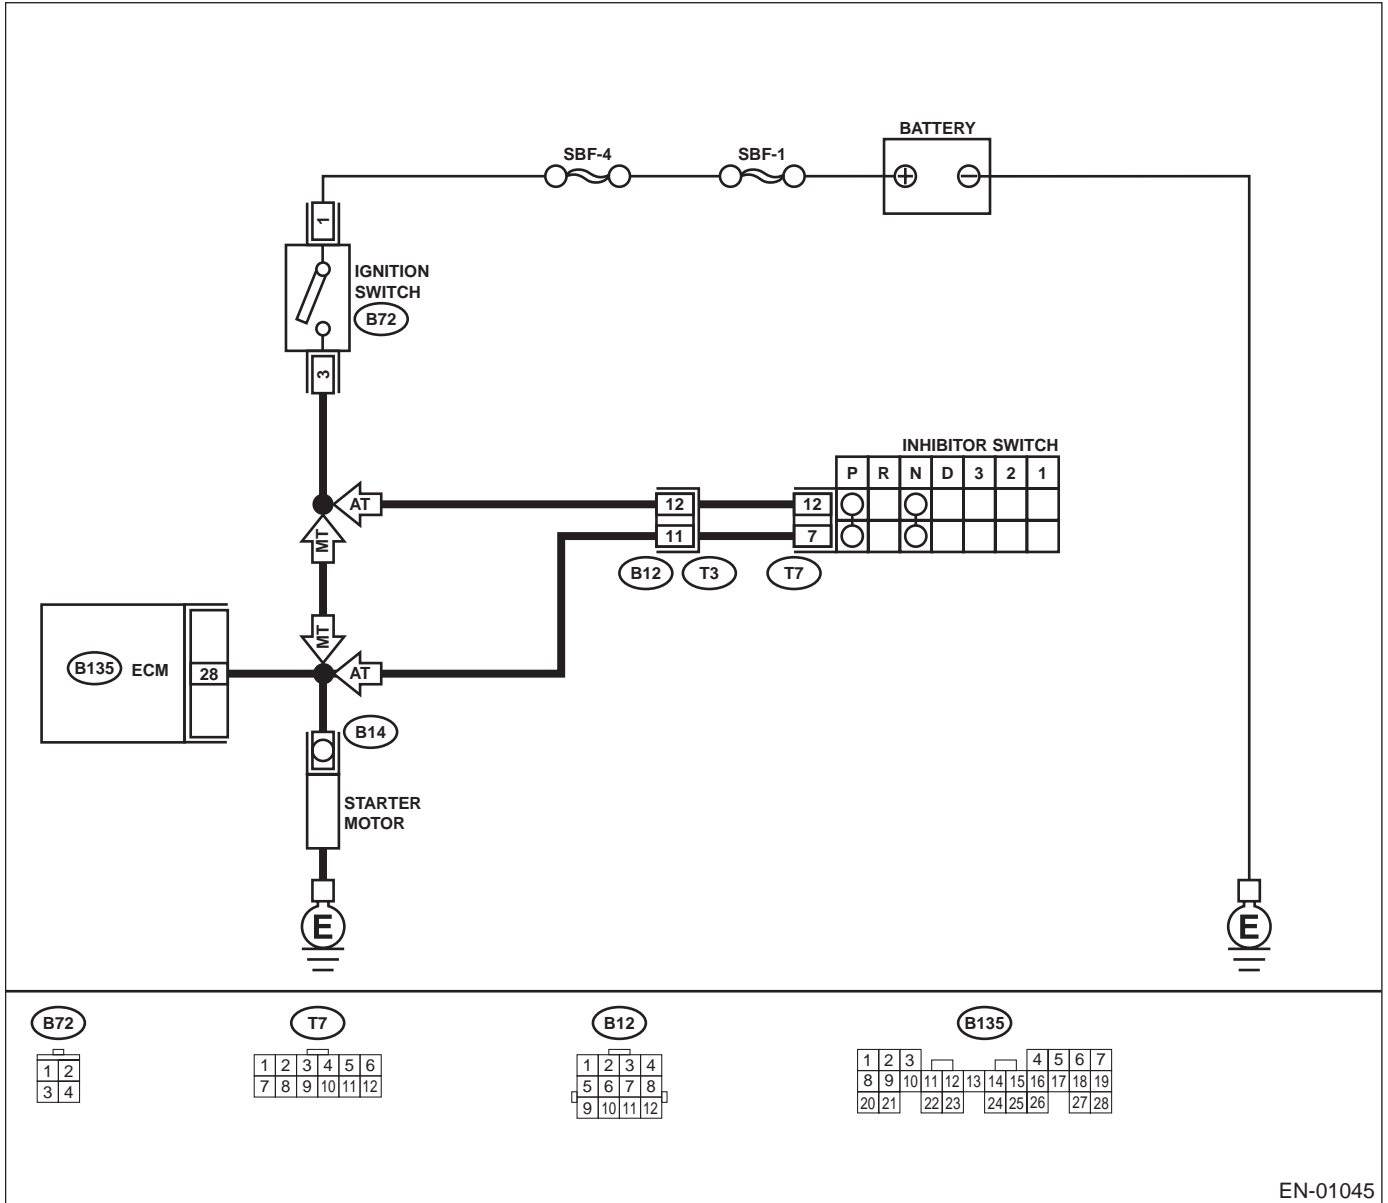 BATTERY
SBF-4
SBF-1
1
IGNITION
SWITCH
B72
3
INHIBITOR SWITCH
P R N D 3 2 1
AT
12
12
11
7
MT
B12
T3
T7
MT
B135
ECM
28
AT
B14
STARTER
MOTOR
E
E
B72
T7
B12
B135
1 2
3 4
1 2 3 4 5 6
7 8 9 10 11 12
1 2 3 4
5 6 7 8
9 10 11 12
1 2 3 4 5 6 7
8 9 10 11 12 13 14 15 16 17 18 19
20 21 22 23 24 25 26 27 28
EN-01045